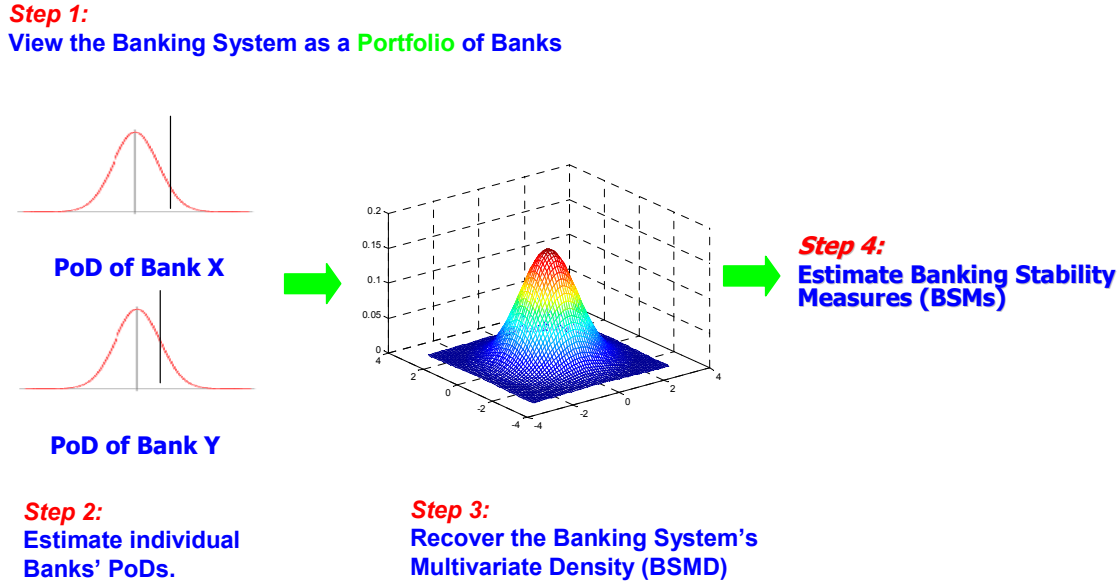 Step 1:
View the Banking System as a Portfolio of Banks
PoD of Bank X
PoD of Bank Y
0.2
0.15
0.1
0.05
0
4
2
0
-2
-4
-4
-2
0
2
4
Step 4:
Estimate Banking Stability
Measures (BSMs)
Step 2:
Estimate individual
Banks' PoDs.
Step 3:
Recover the Banking System's
Multivariate Density (BSMD)